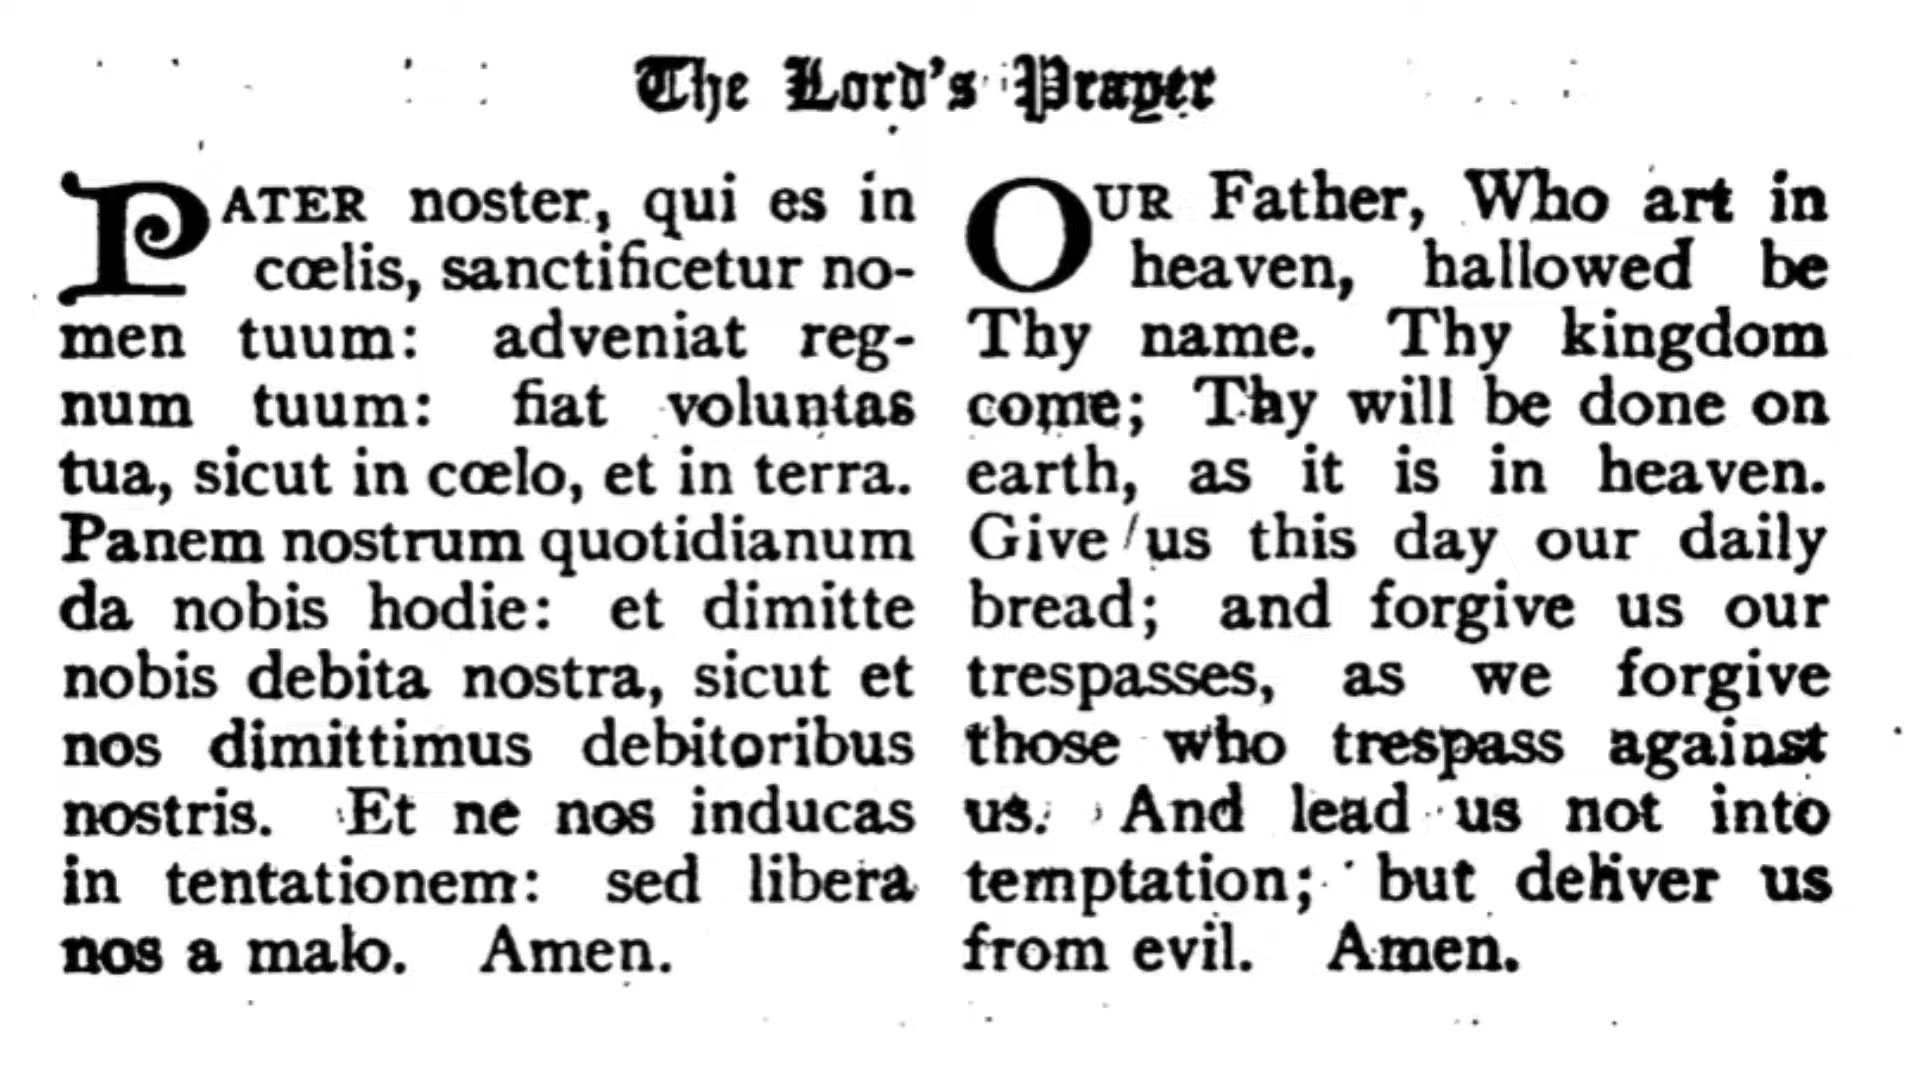 The Lord's Prayer
PATER noster, qui es in
cœlis, sanctificetur no-
men tuum: adveniat reg-
num tuum: fiat voluntas
tua, sicut in cœlo, et in terra.
Panem nostrum quotidianum
da nobis hodie: et dimitte
nobis debita nostra, sicut et
nos dimittimus debitoribus
nostris. Et ne nos inducas
in tentationem: sed libera
nos a malo. Amen.
OUR Father, Who art in
heaven, hallowed be
Thy name. Thy kingdom
come; Thy will be done on
earth, as it is in heaven.
Give us this day our daily
bread; and forgive us our
trespasses, as we forgive
those who trespass against
us. And lead us not into
temptation; but deliver us
from evil. Amen.